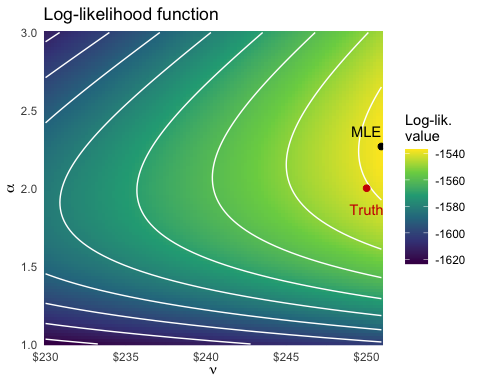 Log-likelihood function
3.0
2.5
2.0
1.5
1.0
α
MLE
Truth
$230
$235
$240
$245
$250
ν
Log-lik.
value
-1540
-1560
-1580
-1600
-1620